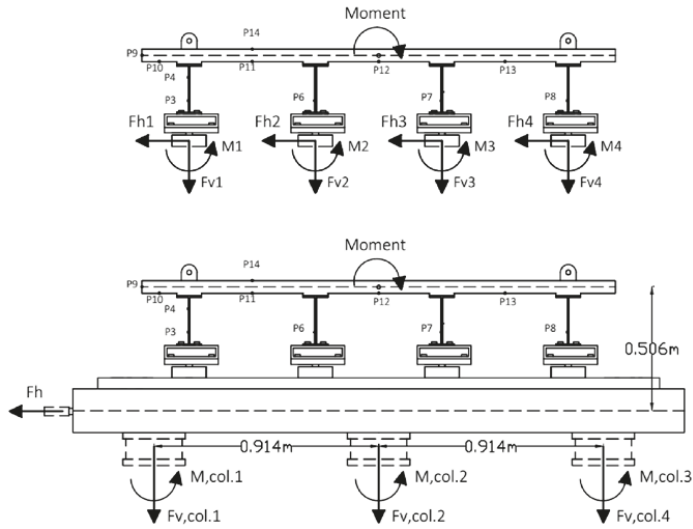 Moment
P14
P9
P10 P11 P12 P13
P4
P3 P6 P7 P8
Fh1 Fh2 Fh3 Fh4
M1 M2 M3 M4
Fv1 Fv2 Fv3 Fv4
Moment
P14
P9
P10 P11 P12 P13
P4
P3 P6 P7 P8
0.506m
Fh
0.914m 0.914m
M,col.1 M,col.2 M,col.3
Fv,col.1 Fv,col.2 Fv,col.4